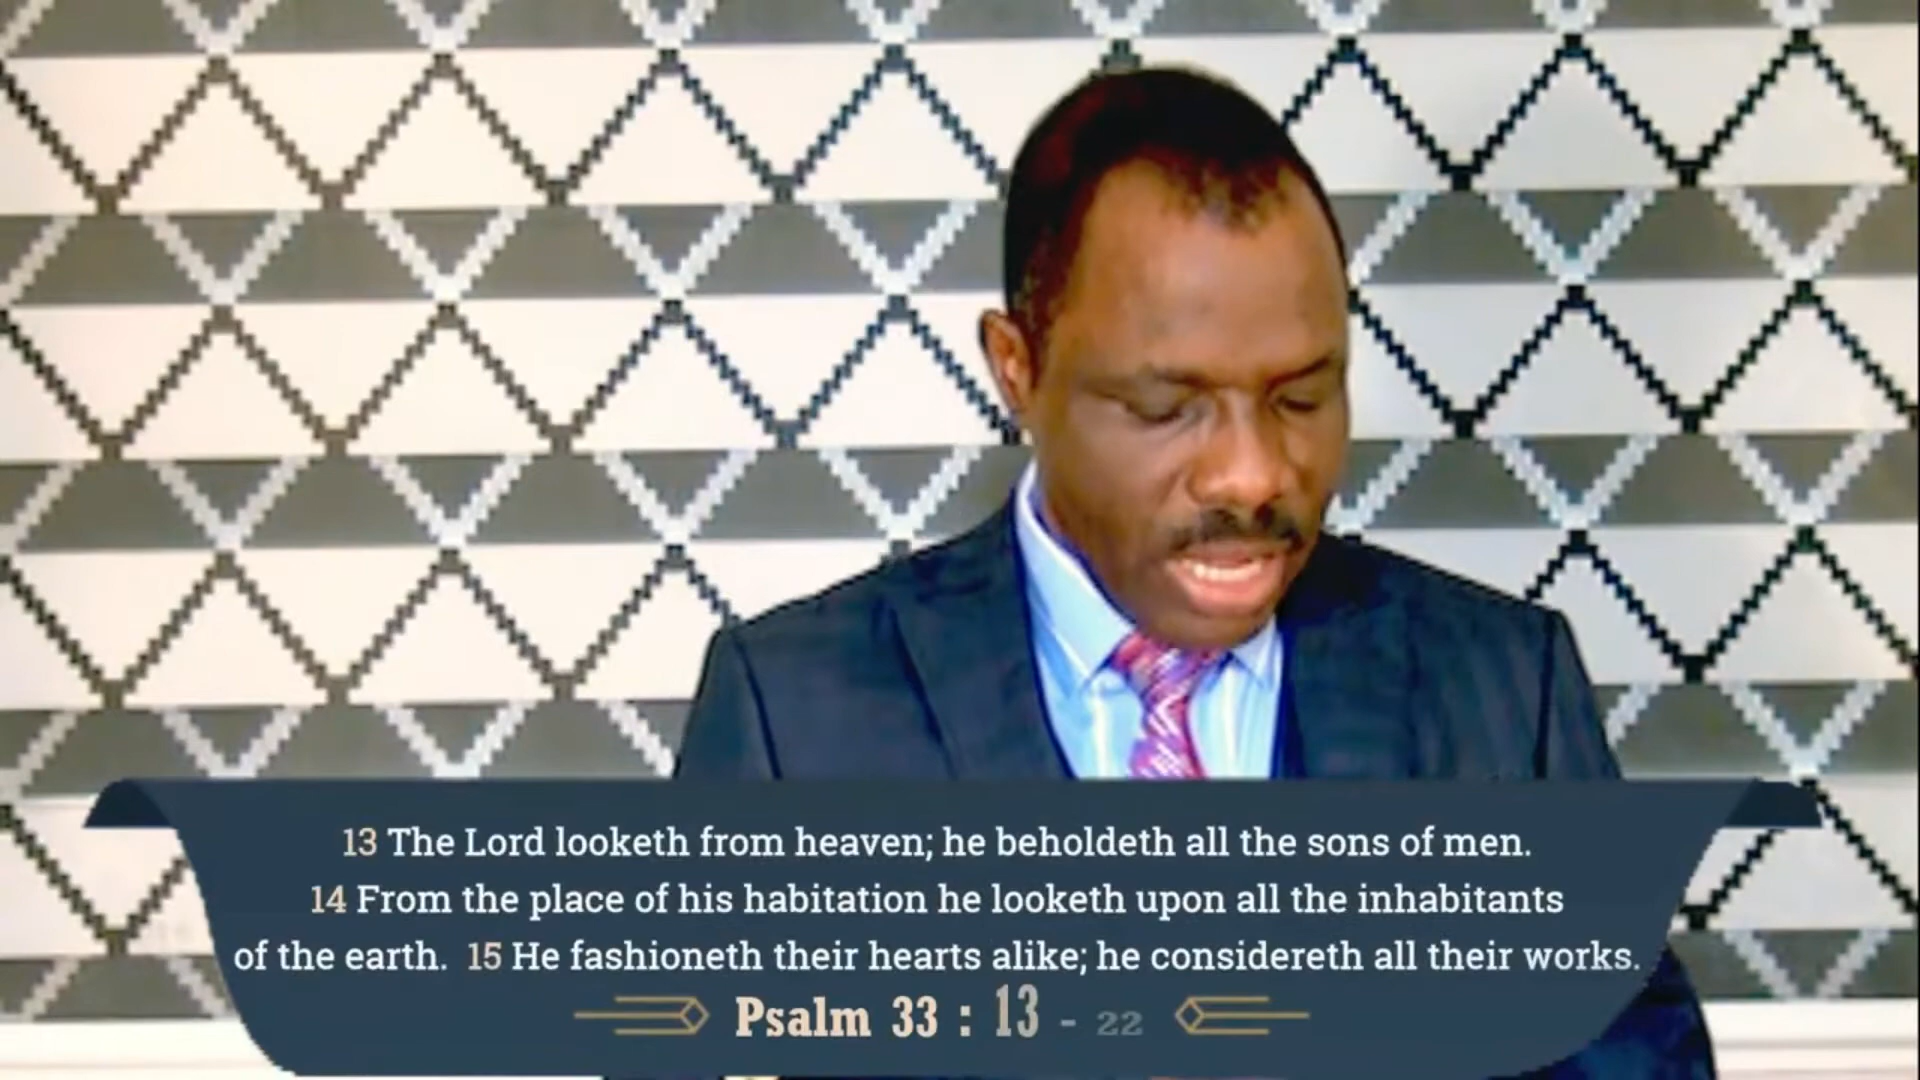 13 The Lord looketh from heaven; he beholdeth all the sons of men.
14 From the place of his habitation he looketh upon all the inhabitants
of the earth. 15 He fashioneth their hearts alike; he considereth all their works.
Psalm 33 : 13 - 22